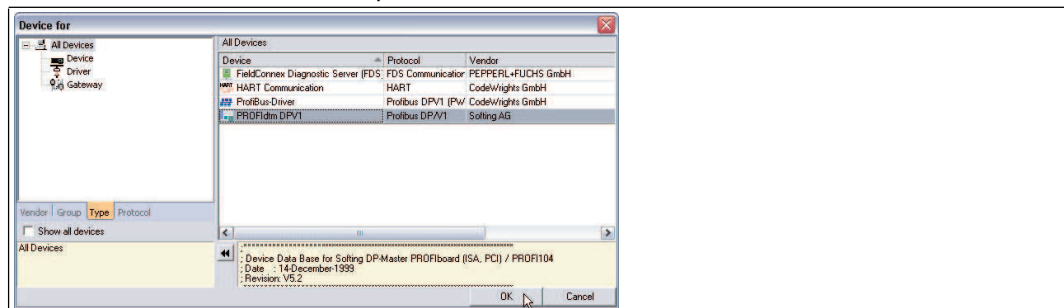 Device for
All Devices
Device
Driver
Gateway
Vendor Group Type Protocol
Show all devices
All Devices
All Devices
Device Protocol Vendor
FieldConnex Diagnostic Server (FDS FDS Communication PEPPERL+FUCHS GmbH
HART HART Communication HART CodeWrights GmbH
ProfiBus-Driver Profibus DPV1 (PW CodeWrights GmbH
PROFIdtm DPV1 Profibus DP/V1 Softing AG
;**********************************************************************
; Device Data Base for Softing DP-Master PROFIboard (ISA, PCI) / PROFI104
; Date : 14-December-1999
; Revision: V5.2
OK Cancel